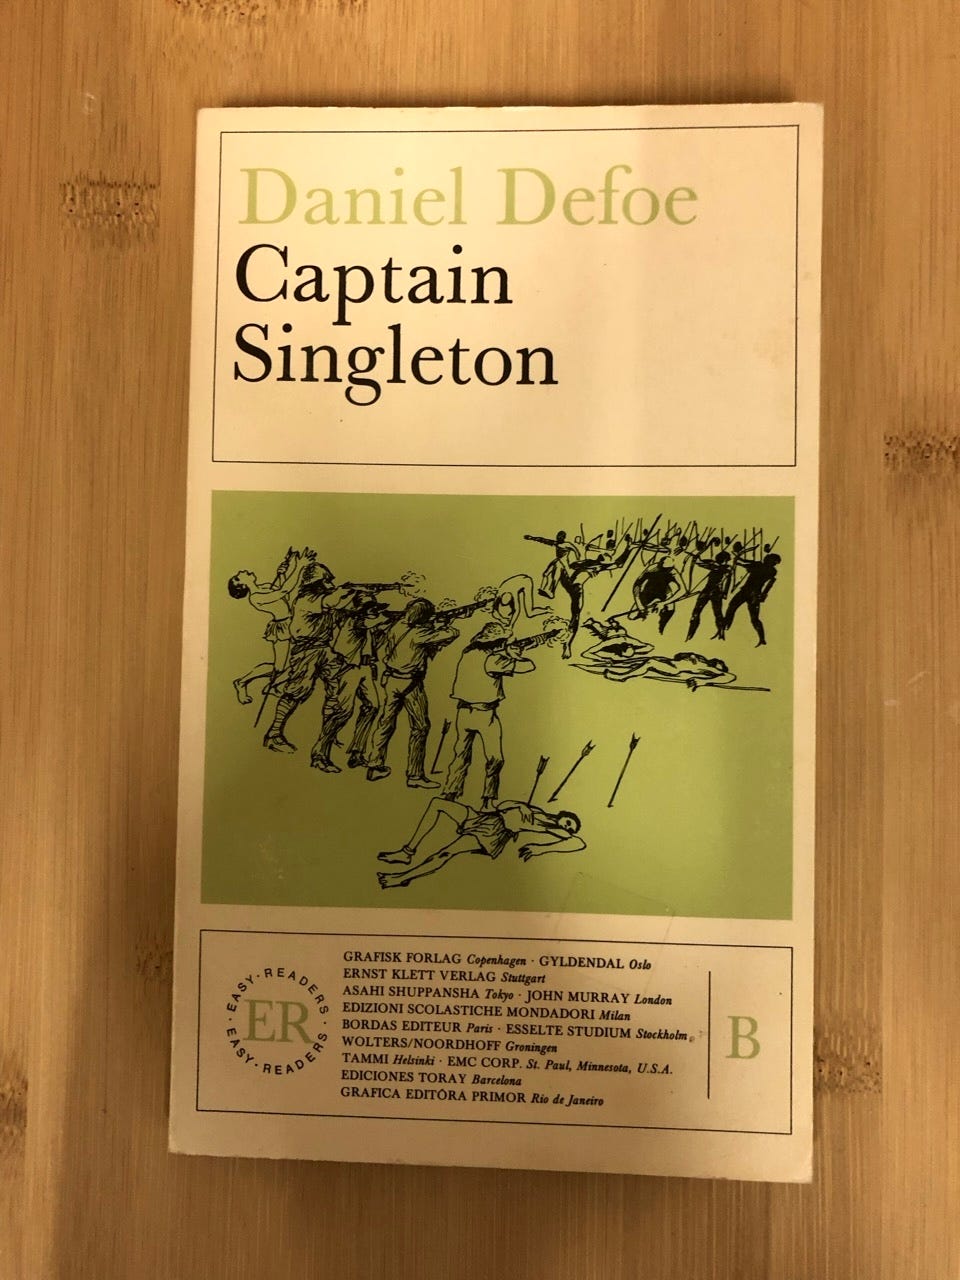 Daniel Defoe
Captain
Singleton
· EASY · READERS · EASY · READERS
ER
GRAFISK FORLAG Copenhagen · GYLDENDAL Oslo
ERNST KLETT VERLAG Stuttgart
ASAHI SHUPPANSHA Tokyo · JOHN MURRAY London
EDIZIONI SCOLASTICHE MONDADORI Milan
BORDAS EDITEUR Paris · ESSELTE STUDIUM Stockholm
WOLTERS/NOORDHOFF Groningen
TAMMI Helsinki · EMC CORP. St. Paul, Minnesota, U.S.A.
EDICIONES TORAY Barcelona
GRAFICA EDITÔRA PRIMOR Rio de Janeiro
B